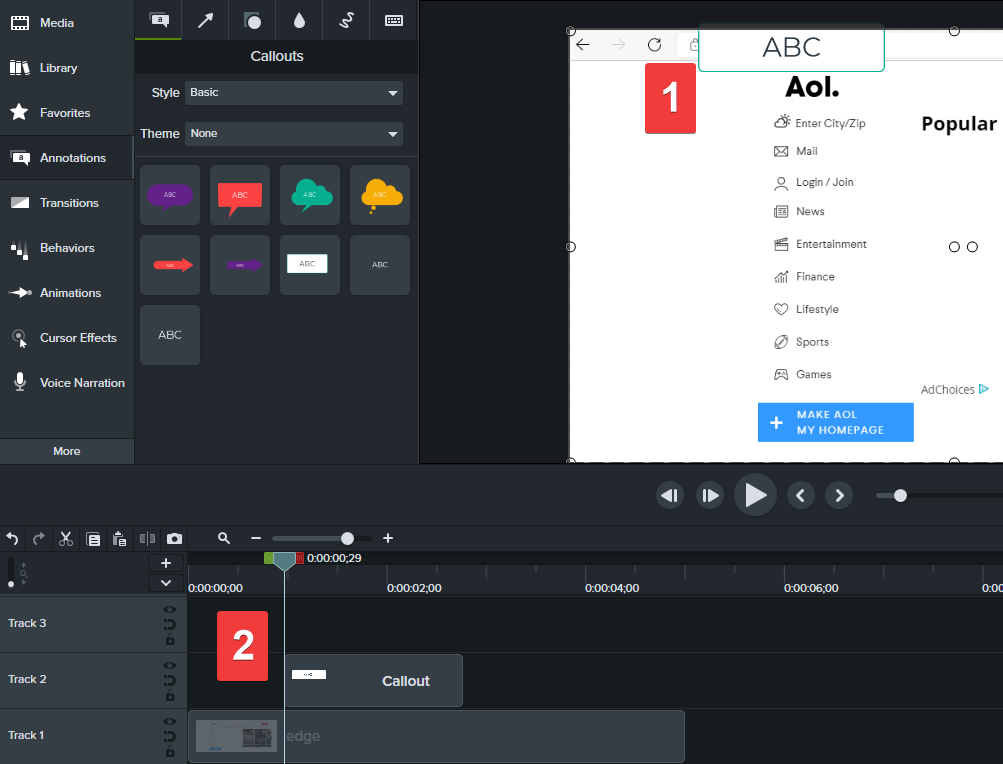 Media
Library
Favorites
Annotations
Transitions
Behaviors
Animations
Cursor Effects
Voice Narration
More
a
Callouts
Style Basic
Theme None
ABC
ABC
ABC
ABC
ABC
ABC
ABC
ABC
ABC
ABC
1
Aol.
Enter City/Zip
Popular
Mail
Login / Join
News
Entertainment
Finance
Lifestyle
Sports
Games
AdChoices
+ MAKE AOL
MY HOMEPAGE
0:00:00;29
0:00:00;00 0:00:02;00 0:00:04;00 0:00:06;00 0:00
Track 3
2
Track 2
Callout
Track 1
edge